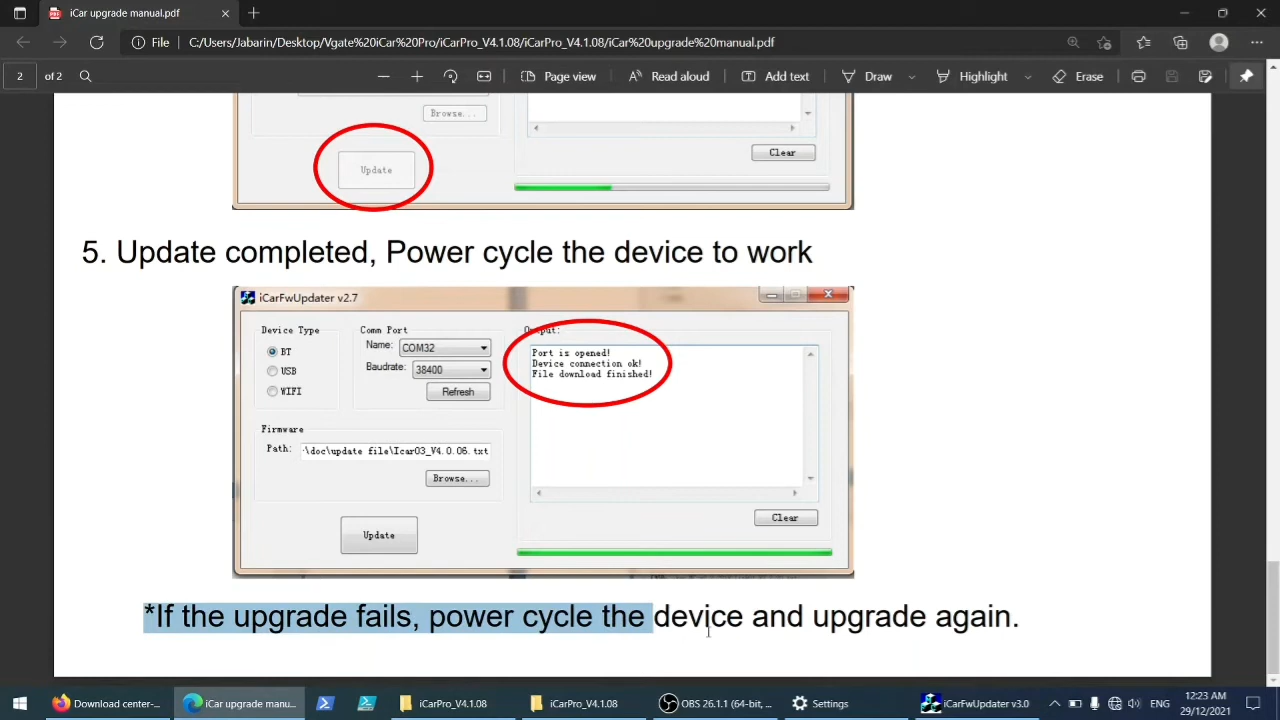 iCar upgrade manual.pdf
File C:/Users/Jabarin/Desktop/Vgate%20iCar%20Pro/iCarPro_V4.1.08/iCarPro_V4.1.08/iCar%20upgrade%20manual.pdf
2 of 2 Page view Read aloud Add text Draw Highlight Erase
Browse...
Clear
Update
5. Update completed, Power cycle the device to work
iCarFwUpdater v2.7
Device Type Comm Port Output:
BT Name: COM32 Port is opened!
USB Baudrate: 38400 Device connection ok!
WIFI Refresh File download finished!
Firmware
Path: \doc\update file\Icar03_V4.0.06.txt
Browse...
Clear
Update
*If the upgrade fails, power cycle the device and upgrade again.
Download center-... iCar upgrade manu... iCarPro_V4.1.08 iCarPro_V4.1.08 OBS 26.1.1 (64-bit, ... Settings iCarFwUpdater v3.0 ENG 12:23 AM
29/12/2021